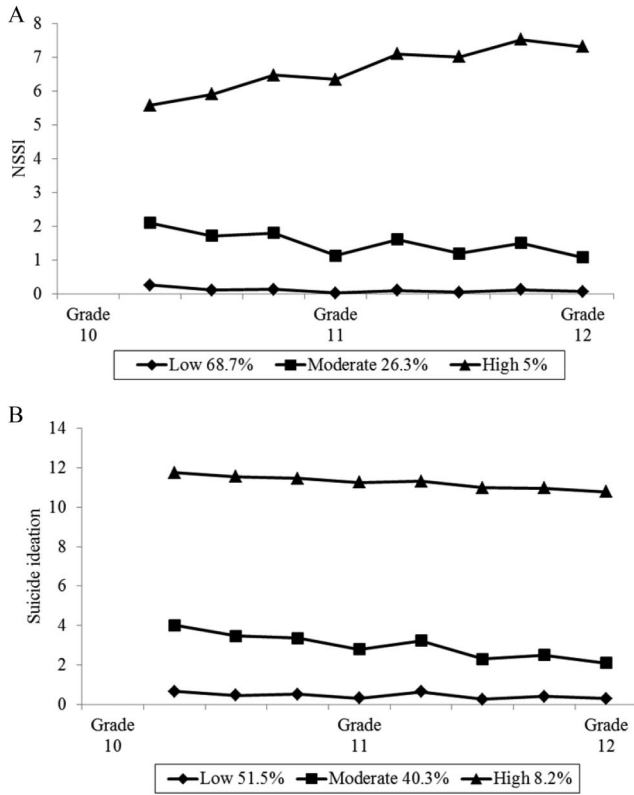 A
8
7
6
5
4
3
2
1
0
NSSI
Grade 10
Grade 11
Grade 12
Low 68.7% Moderate 26.3% High 5%
B
14
12
10
8
6
4
2
0
Suicide ideation
Grade 10
Grade 11
Grade 12
Low 51.5% Moderate 40.3% High 8.2%